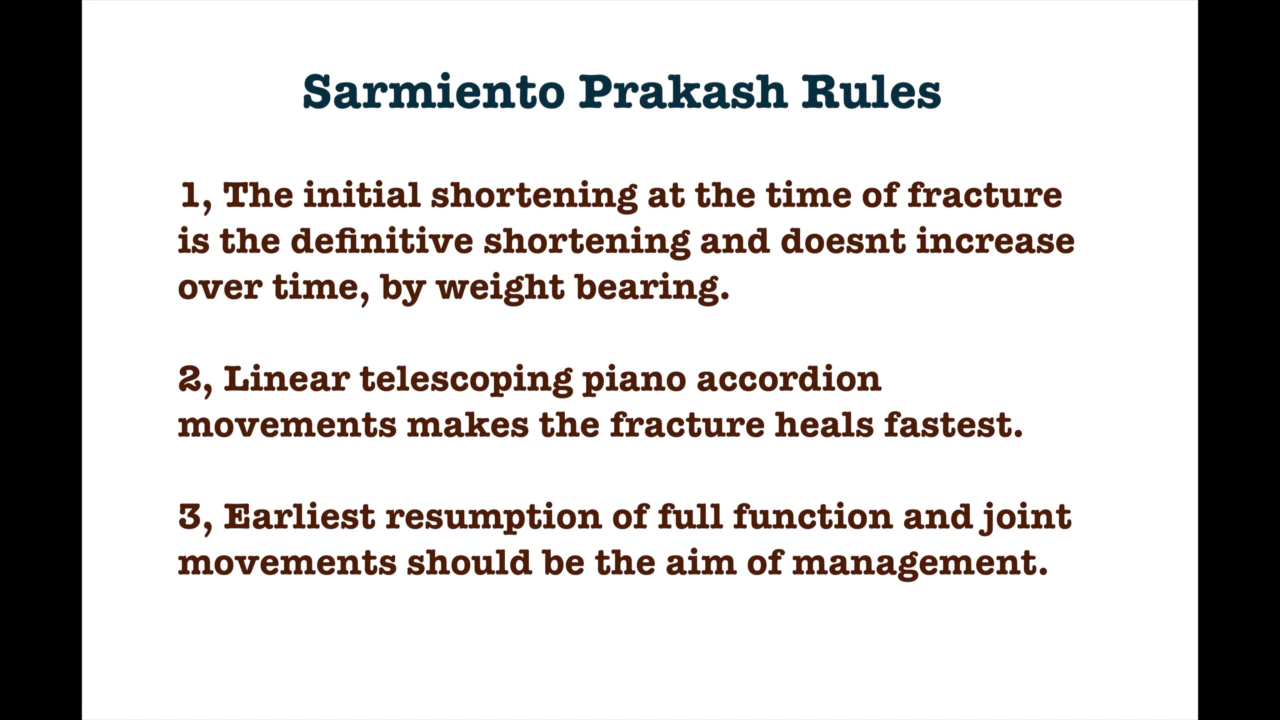 Sarmiento Prakash Rules
1, The initial shortening at the time of fracture
is the definitive shortening and doesnt increase
over time, by weight bearing.
2, Linear telescoping piano accordion
movements makes the fracture heals fastest.
3, Earliest resumption of full function and joint
movements should be the aim of management.